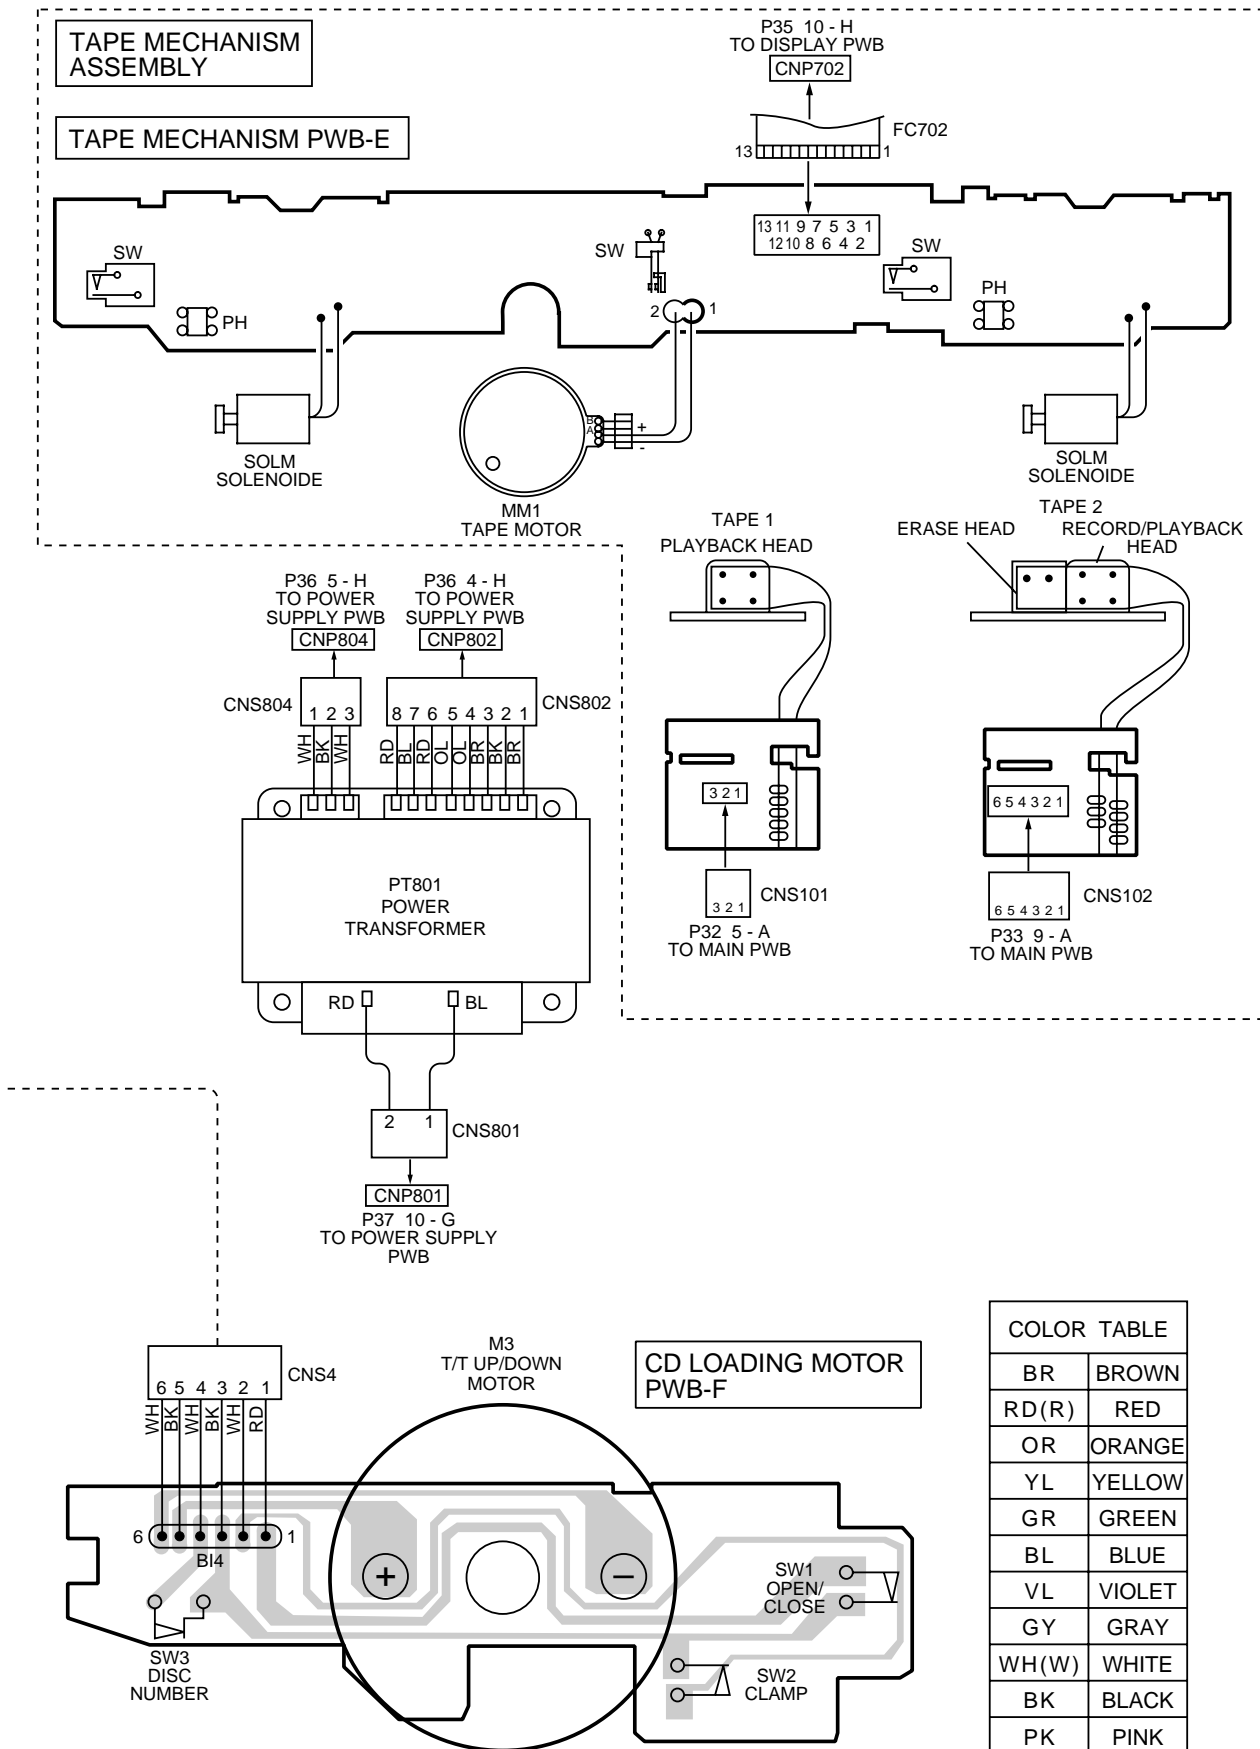 TAPE MECHANISM
ASSEMBLY
TAPE MECHANISM PWB-E
P35 10 - H
TO DISPLAY PWB
CNP702
FC702
13
1
13 11 9 7 5 3 1
12 10 8 6 4 2
SW
PH
SW
2
1
SW
PH
SOLM
SOLENOIDE
B
A
+
-
MM1
TAPE MOTOR
SOLM
SOLENOIDE
TAPE 1
PLAYBACK HEAD
TAPE 2
ERASE HEAD
RECORD/PLAYBACK
HEAD
P36 5 - H
TO POWER
SUPPLY PWB
CNP804
P36 4 - H
TO POWER
SUPPLY PWB
CNP802
CNS804
1 2 3
WH BK WH
CNS802
8 7 6 5 4 3 2 1
RD BL RD OL OL BR BK BR
PT801
POWER
TRANSFORMER
RD
BL
2 1
CNS801
CNP801
P37 10 - G
TO POWER SUPPLY
PWB
3 2 1
3 2 1
CNS101
P32 5 - A
TO MAIN PWB
6 5 4 3 2 1
6 5 4 3 2 1
CNS102
P33 9 - A
TO MAIN PWB
CNS4
6 5 4 3 2 1
WH BK WH BK WH RD
6
1
BI4
M3
T/T UP/DOWN
MOTOR
CD LOADING MOTOR
PWB-F
+
−
SW1
OPEN/
CLOSE
SW2
CLAMP
SW3
DISC
NUMBER
COLOR TABLE
BR BROWN
RD(R) RED
OR ORANGE
YL YELLOW
GR GREEN
BL BLUE
VL VIOLET
GY GRAY
WH(W) WHITE
BK BLACK
PK PINK